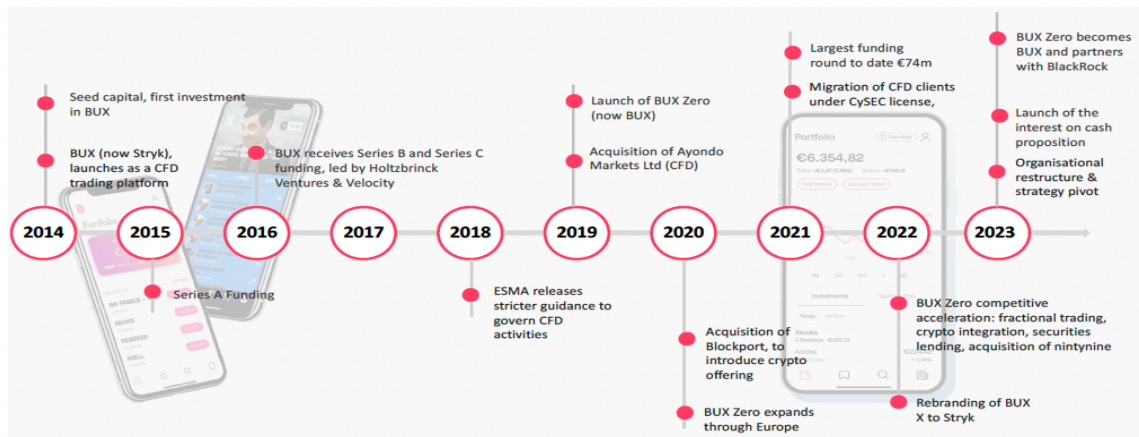 Seed capital, first investment
in BUX
BUX (now Stryk),
launches as a CFD
trading platform
BUX receives Series B and Series C
funding, led by Holtzbrinck
Ventures & Velocity
Launch of BUX Zero
(now BUX)
Acquisition of Ayondo
Markets Ltd (CFD)
Largest funding
round to date €74m
Migration of CFD clients
under CySEC license,
BUX Zero becomes
BUX and partners
with BlackRock
Launch of the
interest on cash
proposition
Organisational
restructure &
strategy pivot
Portfolio
€6.354,82
2014
2015
2016
2017
2018
2019
2020
2021
2022
2023
Portfolio
Series A Funding
ESMA releases
stricter guidance to
govern CFD
activities
Acquisition of
Blockport, to
introduce crypto
offering
BUX Zero expands
through Europe
Investments
Today
Stocks
BUX Zero competitive
acceleration: fractional trading,
crypto integration, securities
lending, acquisition of nintynine
Rebranding of BUX
X to Stryk